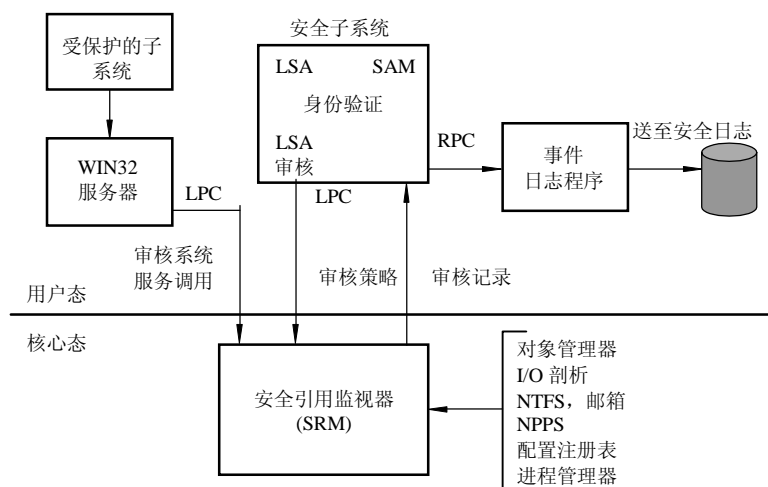 受保护的子
系统
安全子系统
LSA
SAM
身份验证
LSA
审核
WIN32
服务器
LPC
LPC
RPC
事件
日志程序
送至安全日志
审核系统
服务调用
审核策略
审核记录
用户态
核心态
安全引用监视器
(SRM)
对象管理器
I/O 剖析
NTFS，邮箱
NPPS
配置注册表
进程管理器